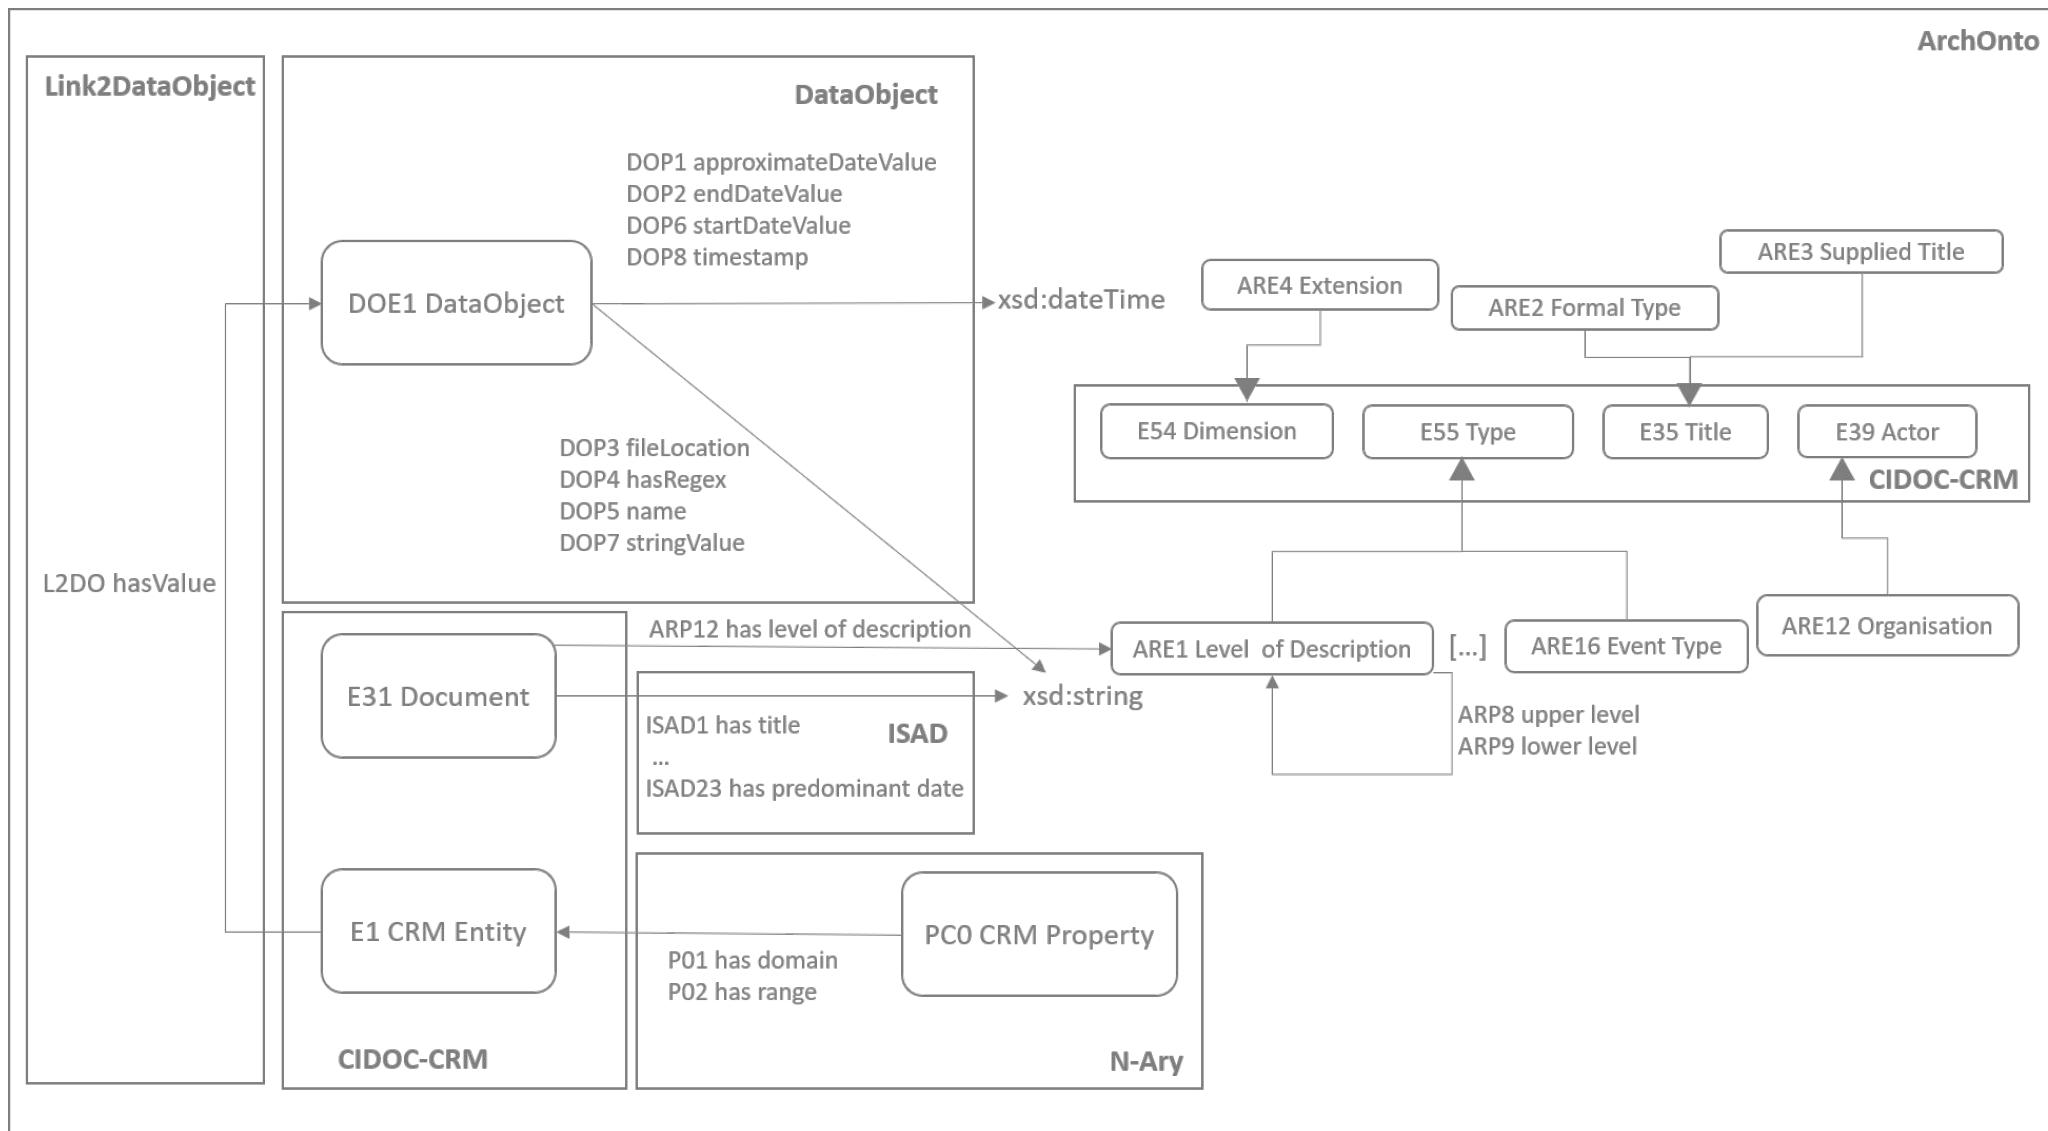 ArchOnto
Link2DataObject
DataObject
DOP1 approximateDateValue
DOP2 endDateValue
DOP6 startDateValue
DOP8 timestamp
DOE1 DataObject
xsd:dateTime
DOP3 fileLocation
DOP4 hasRegex
DOP5 name
DOP7 stringValue
L2DO hasValue
ARE3 Supplied Title
ARE4 Extension
ARE2 Formal Type
E54 Dimension
E55 Type
E35 Title
E39 Actor
CIDOC-CRM
ARP12 has level of description
ARE1 Level of Description
[...]
ARE16 Event Type
ARE12 Organisation
E31 Document
xsd:string
ISAD1 has title
ISAD
...
ISAD23 has predominant date
ARP8 upper level
ARP9 lower level
E1 CRM Entity
PC0 CRM Property
P01 has domain
P02 has range
CIDOC-CRM
N-Ary